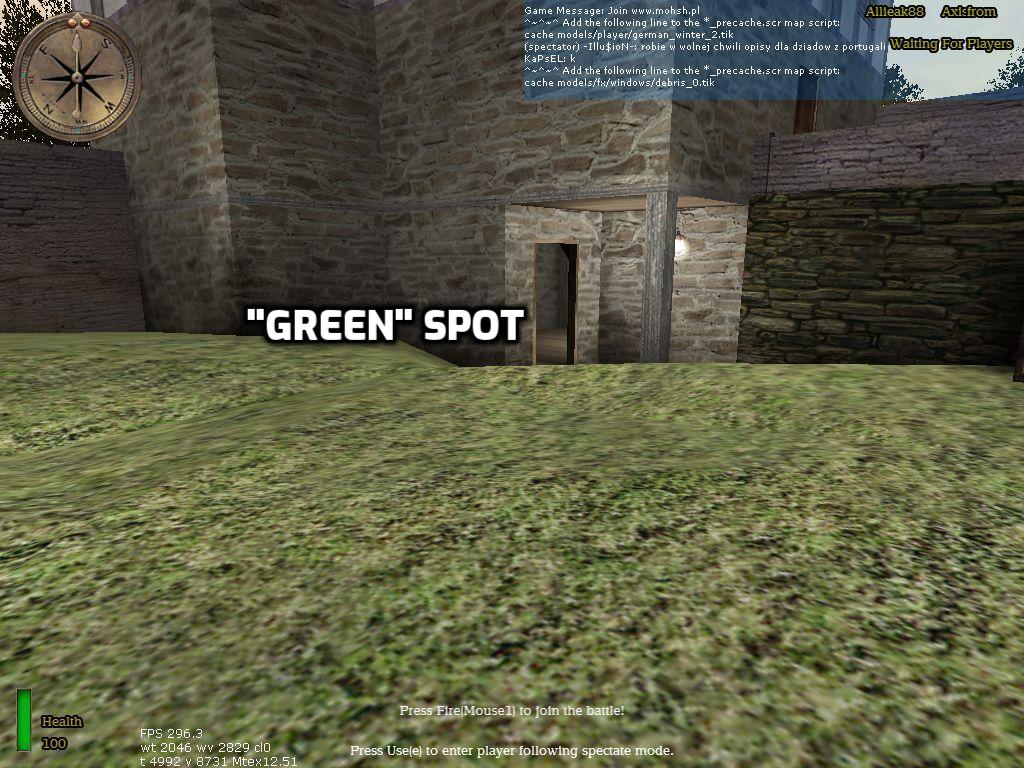 Game Message: Join www.mohsh.pl
^~^~^ Add the following line to the *_precache.scr map script:
cache models/player/german_winter_2.tik
(spectator) -Illu$ioN-: robie w wolnej chwili opisy dla dziadow z portugali
KaPsEL: k
^~^~^ Add the following line to the *_precache.scr map script:
cache models/fx/windows/debris_0.tik
Allleak88 Axisfrom
Waiting For Players
S
E
W
N
"GREEN" SPOT
Press Fire(Mouse1) to join the battle!
Health
100
FPS 296.3
wt 2046 wv 2829 cl0
t 4992 v 8731 Mtex12.51
Press Use(e) to enter player following spectate mode.